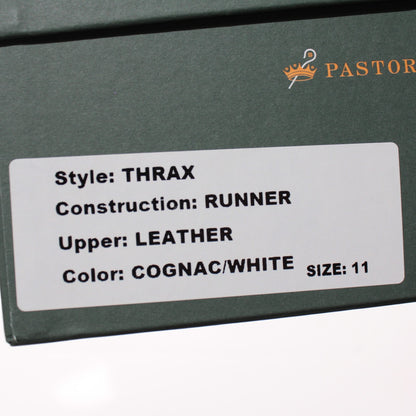 PASTOR
Style: THRAX
Construction: RUNNER
Upper: LEATHER
Color: COGNAC/WHITE SIZE: 11